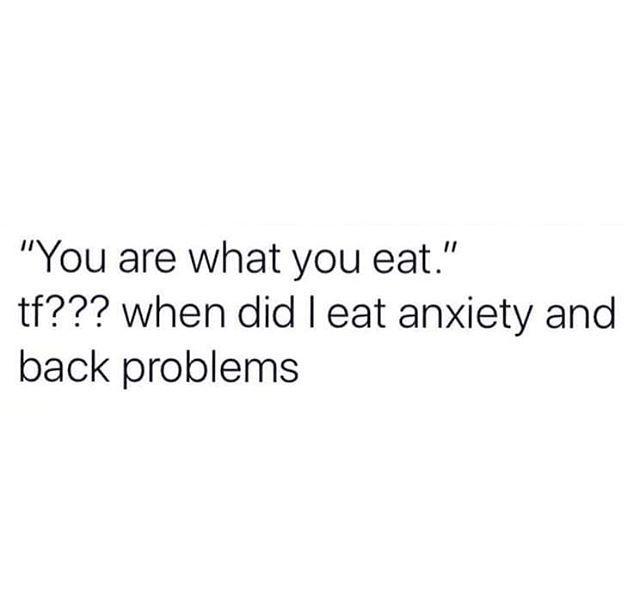 "You are what you eat."
tf??? when did I eat anxiety and
back problems